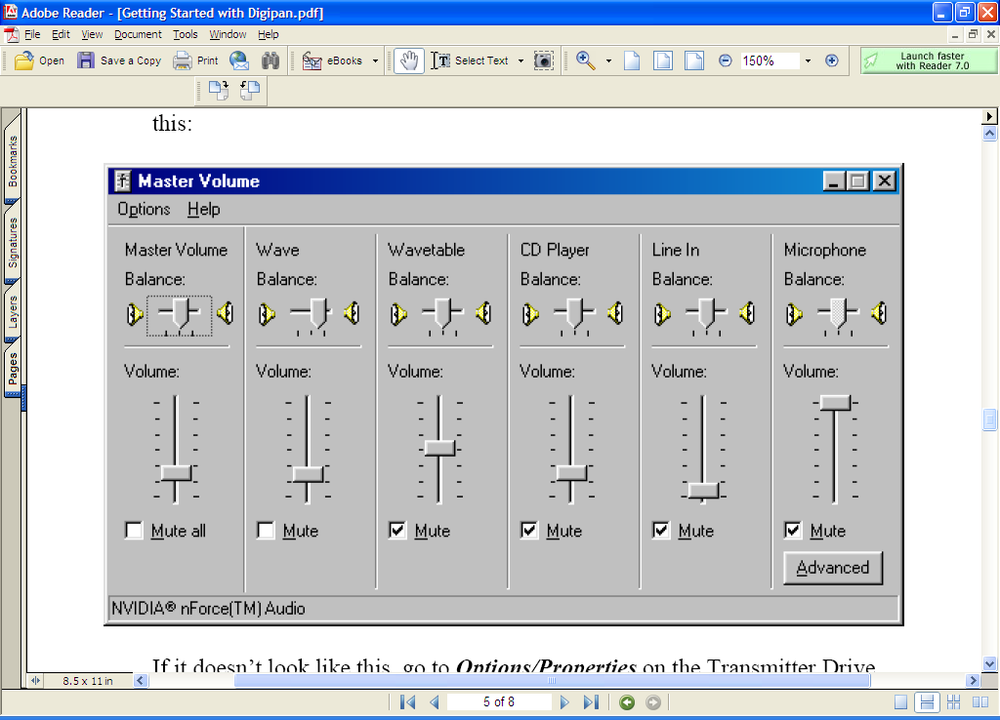 Adobe Reader - [Getting Started with Digipan.pdf]
File Edit View Document Tools Window Help
Open Save a Copy Print eBooks Select Text 150% Launch faster
with Reader 7.0
Bookmarks
Signatures
Layers
Pages
this:
Master Volume
Options Help
Master Volume Wave Wavetable CD Player Line In Microphone
Balance: Balance: Balance: Balance: Balance: Balance:
Volume: Volume: Volume: Volume: Volume: Volume:
Mute all Mute Mute Mute Mute Mute
Advanced
NVIDIA® nForce(TM) Audio
If it doesn't look like this, go to Options/Properties on the Transmitter Drive
8.5 x 11 in
5 of 8